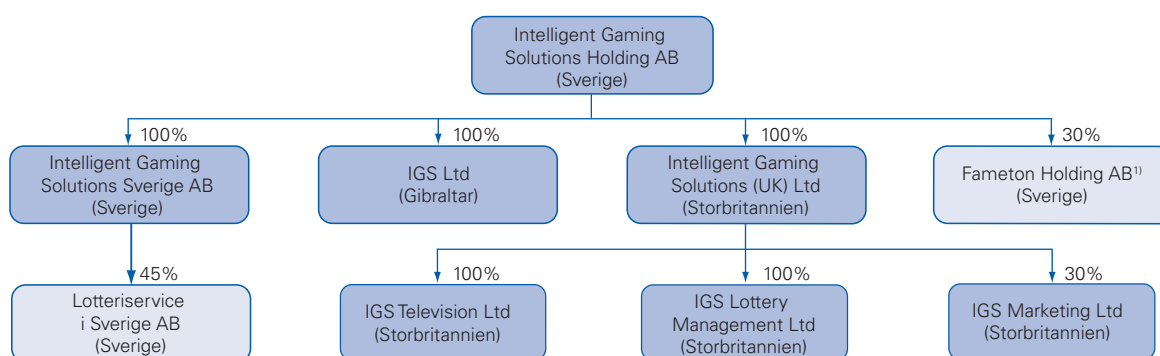 Intelligent Gaming
Solutions Holding AB
(Sverige)
100%
100%
100%
30%
Intelligent Gaming
Solutions Sverige AB
(Sverige)
IGS Ltd
(Gibraltar)
Intelligent Gaming
Solutions (UK) Ltd
(Storbritannien)
Fameton Holding AB¹⁾
(Sverige)
45%
100%
100%
30%
Lotteriservice
i Sverige AB
(Sverige)
IGS Television Ltd
(Storbritannien)
IGS Lottery
Management Ltd
(Storbritannien)
IGS Marketing Ltd
(Storbritannien)